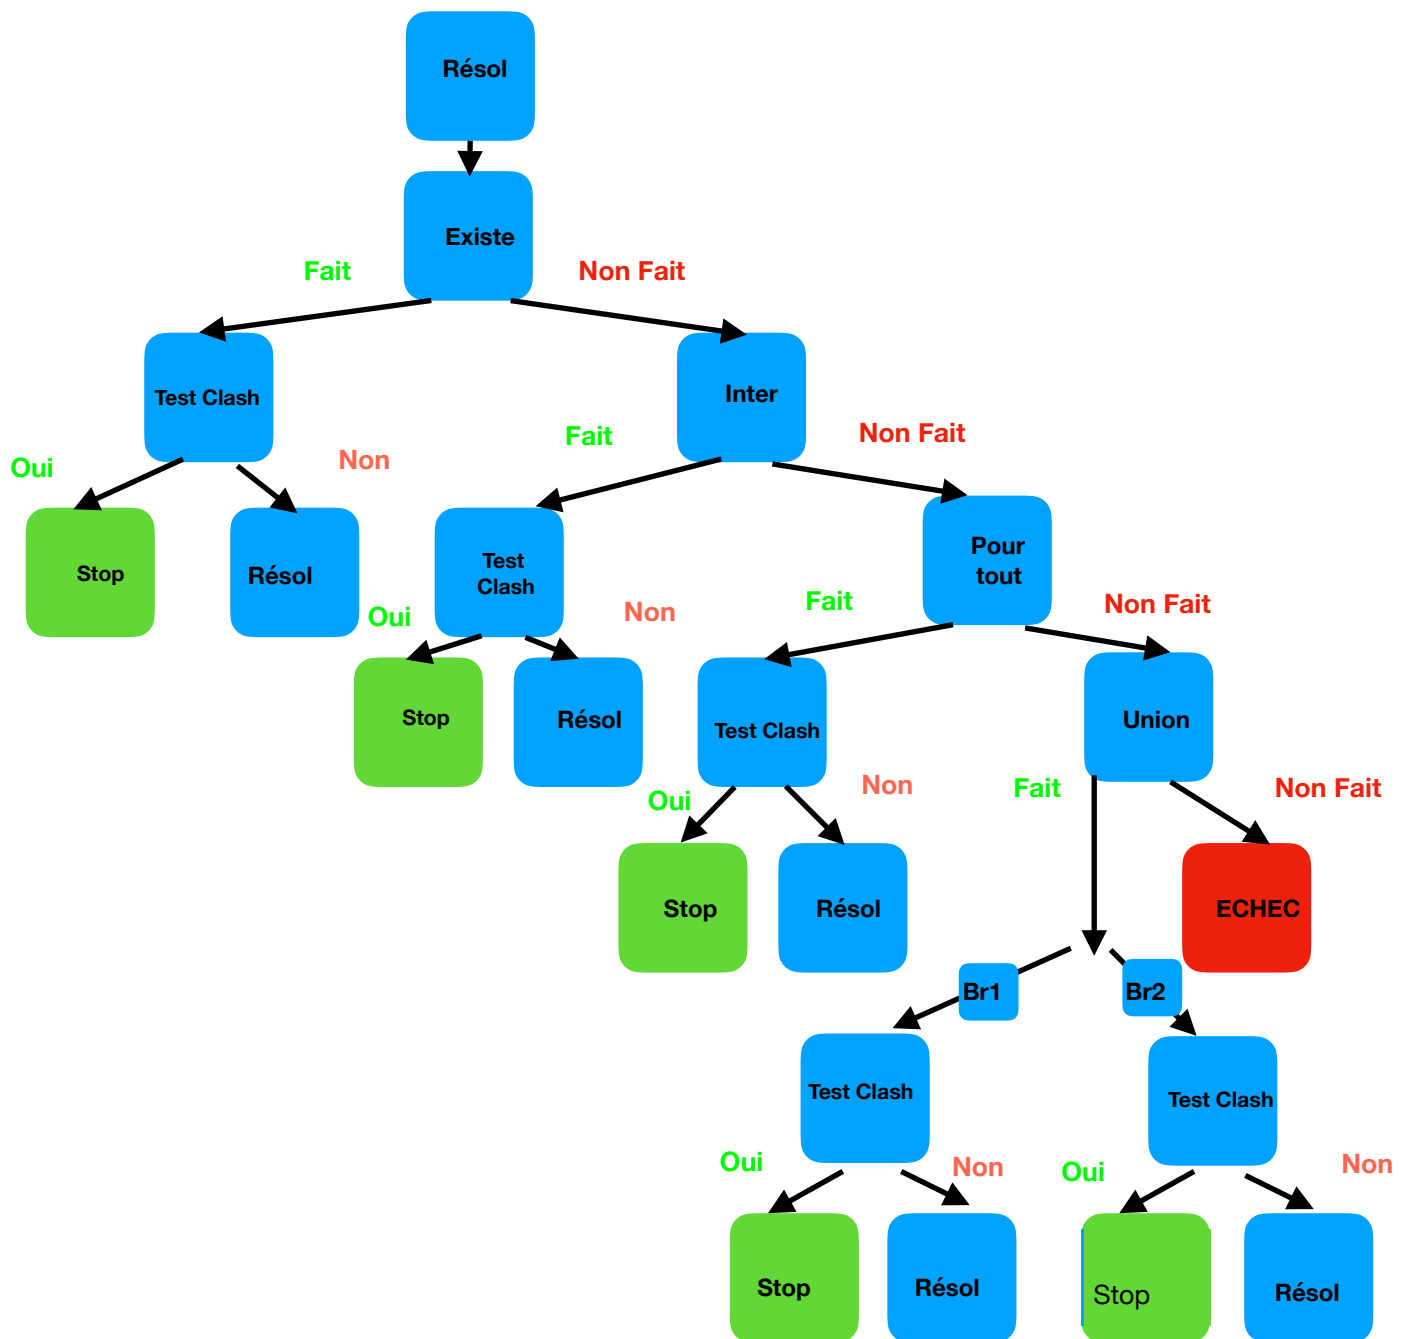 Résol
Existe
Fait
Non Fait
Test Clash
Inter
Fait
Non Fait
Oui
Non
Stop
Résol
Test
Clash
Pour
tout
Oui
Non
Fait
Non Fait
Stop
Résol
Test Clash
Union
Oui
Non
Fait
Non Fait
Stop
Résol
ECHEC
Br1
Br2
Test Clash
Test Clash
Oui
Non
Oui
Non
Stop
Résol
Stop
Résol